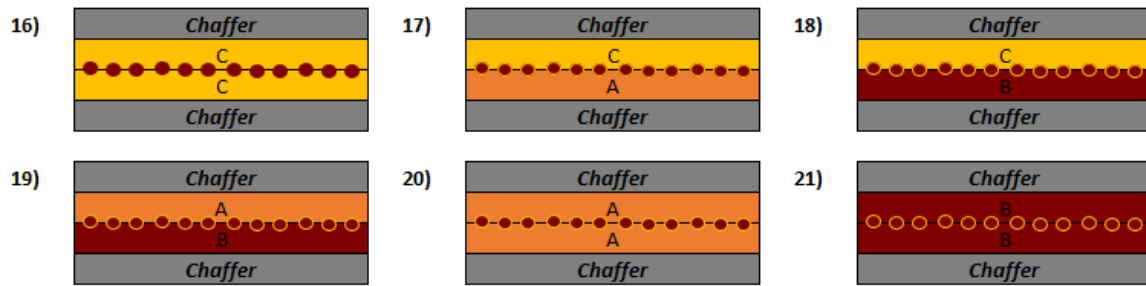 16) Chaffer 17) Chaffer 18) Chaffer
C C C
C A B
Chaffer Chaffer Chaffer
19) Chaffer 20) Chaffer 21) Chaffer
A A B
B A B
Chaffer Chaffer Chaffer